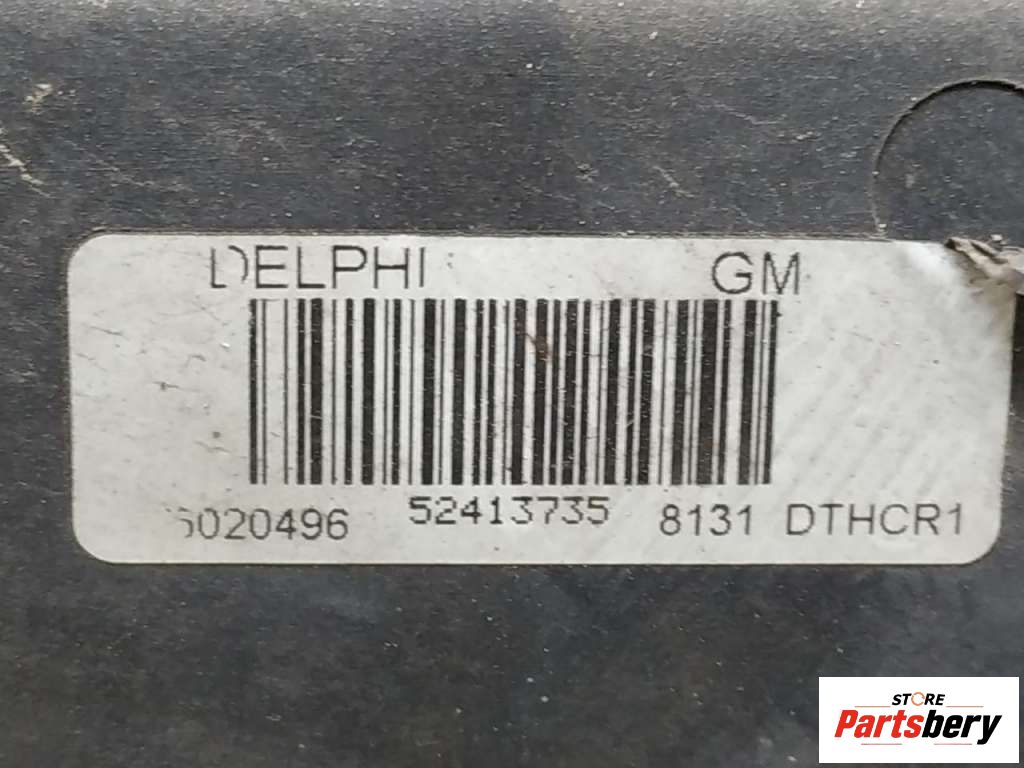 DELPHI GM
52413735 8131 DTHCR1
STORE
Partsbery